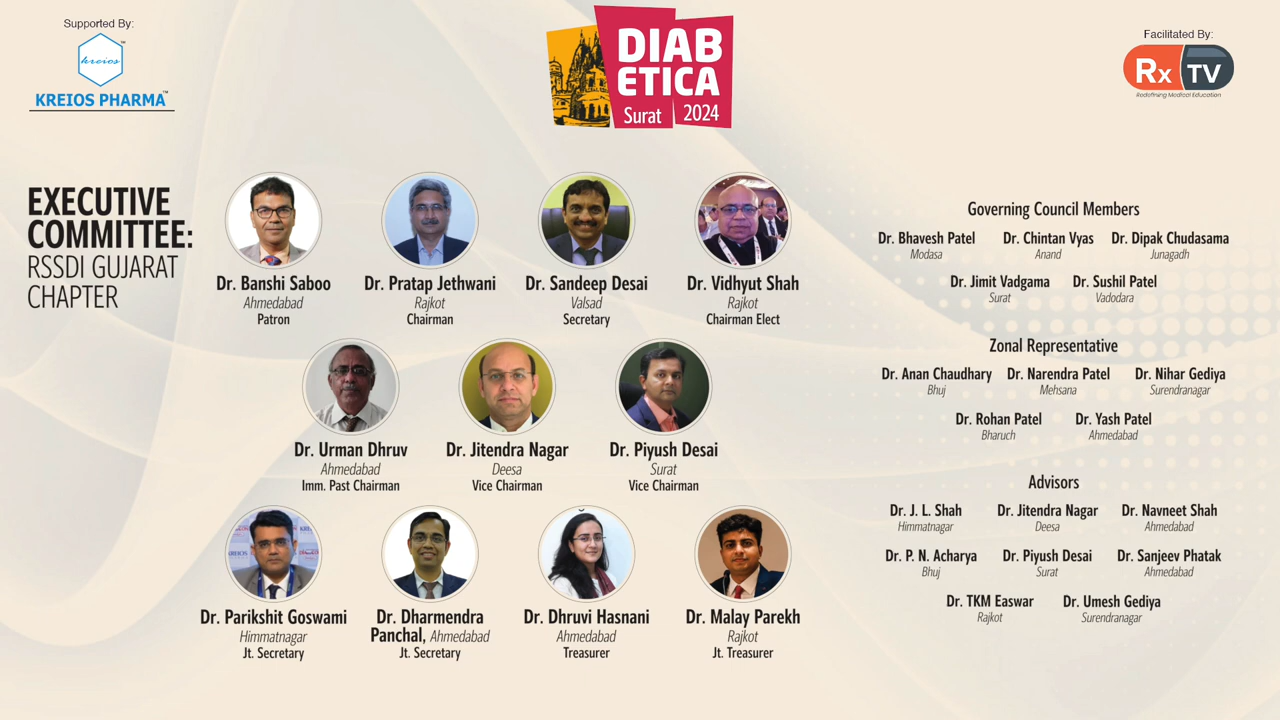 Supported By:
kreios
KREIOS PHARMA™
DIAB
ETICA
Surat 2024
Facilitated By:
Rx TV
Redefining Medical Education
EXECUTIVE
COMMITTEE:
RSSDI GUJARAT
CHAPTER
Dr. Banshi Saboo
Ahmedabad
Patron
Dr. Pratap Jethwani
Rajkot
Chairman
Dr. Sandeep Desai
Valsad
Secretary
Dr. Vidhyut Shah
Rajkot
Chairman Elect
Dr. Urman Dhruv
Ahmedabad
Imm. Past Chairman
Dr. Jitendra Nagar
Deesa
Vice Chairman
Dr. Piyush Desai
Surat
Vice Chairman
Dr. Parikshit Goswami
Himmatnagar
Jt. Secretary
Dr. Dharmendra
Panchal, Ahmedabad
Jt. Secretary
Dr. Dhruvi Hasnani
Ahmedabad
Treasurer
Dr. Malay Parekh
Rajkot
Jt. Treasurer
Governing Council Members
Dr. Bhavesh Patel
Modasa
Dr. Chintan Vyas
Anand
Dr. Dipak Chudasama
Junagadh
Dr. Jimit Vadgama
Surat
Dr. Sushil Patel
Vadodara
Zonal Representative
Dr. Anan Chaudhary
Bhuj
Dr. Narendra Patel
Mehsana
Dr. Nihar Gediya
Surendranagar
Dr. Rohan Patel
Bharuch
Dr. Yash Patel
Ahmedabad
Advisors
Dr. J. L. Shah
Himmatnagar
Dr. Jitendra Nagar
Deesa
Dr. Navneet Shah
Ahmedabad
Dr. P. N. Acharya
Bhuj
Dr. Piyush Desai
Surat
Dr. Sanjeev Phatak
Ahmedabad
Dr. TKM Easwar
Rajkot
Dr. Umesh Gediya
Surendranagar